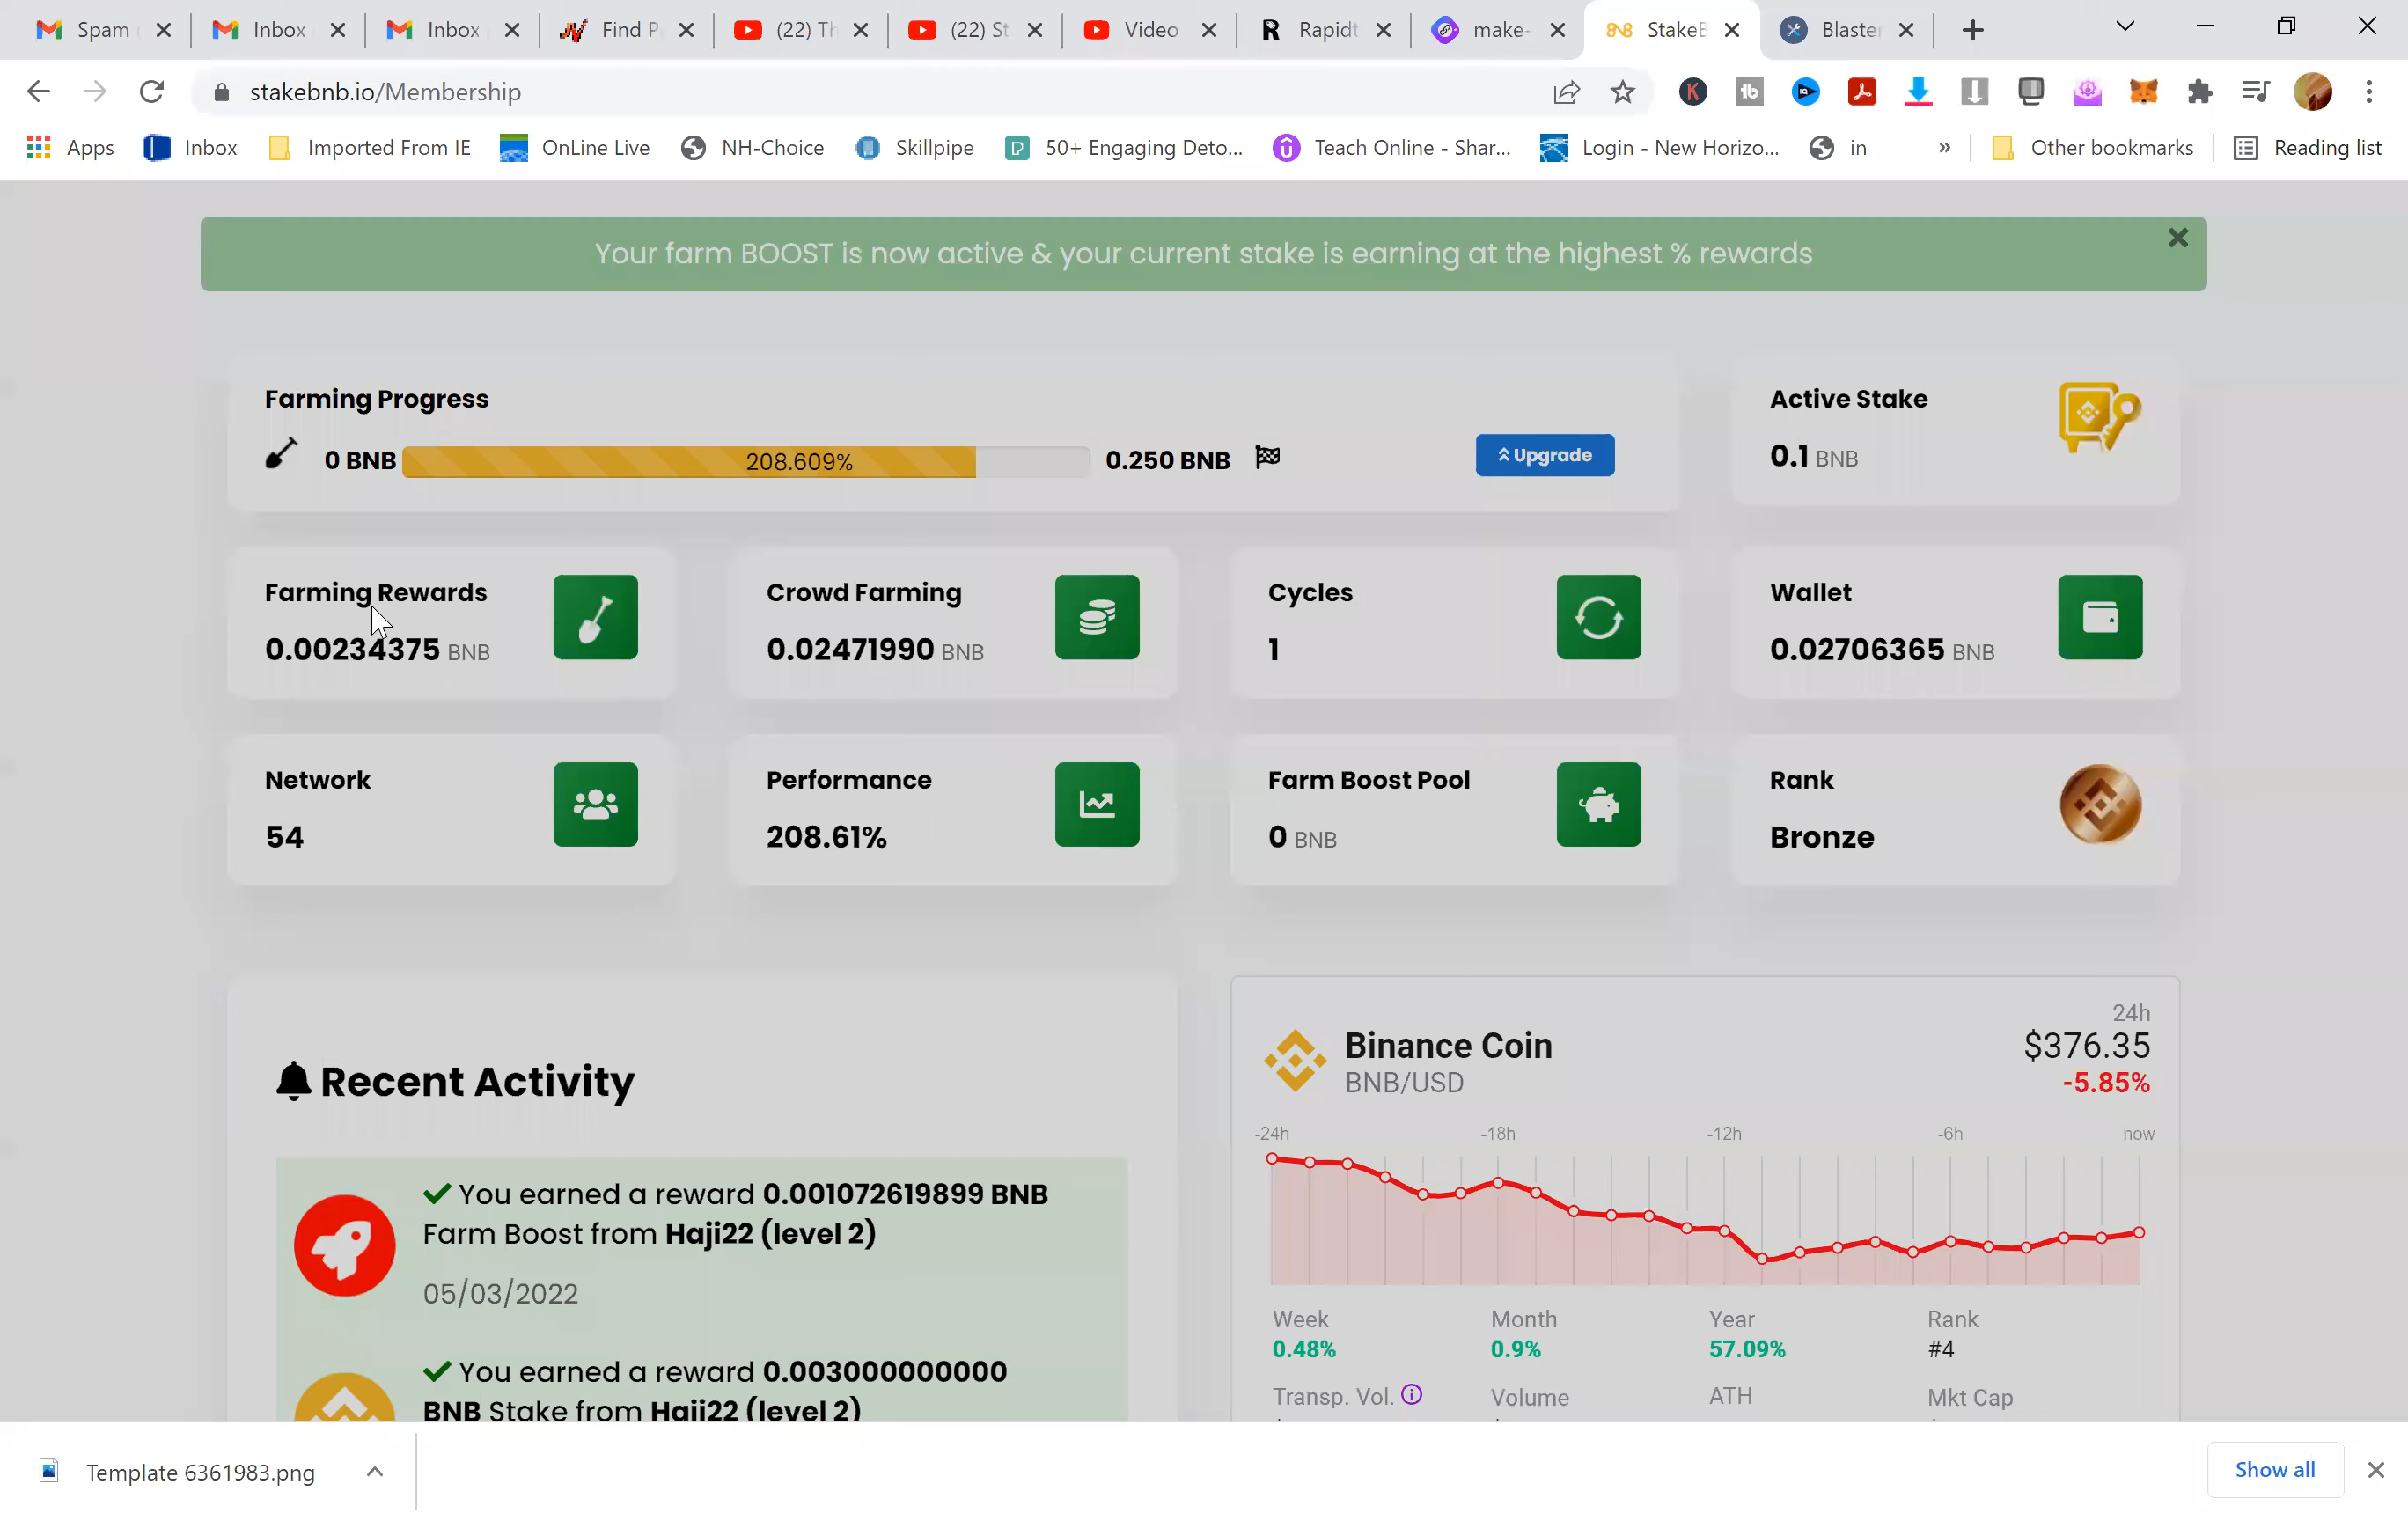 Spam
Inbox
Inbox
Find P
(22) Th
(22) St
Video
Rapidt
make-
StakeB
Blaster
stakebnb.io/Membership
Apps
Inbox
Imported From IE
OnLine Live
NH-Choice
Skillpipe
50+ Engaging Deto...
Teach Online - Shar...
Login - New Horizo...
in
»
Other bookmarks
Reading list
Your farm BOOST is now active & your current stake is earning at the highest % rewards
Farming Progress
0 BNB
208.609%
0.250 BNB
Upgrade
Active Stake
0.1 BNB
Farming Rewards
0.00234375 BNB
Crowd Farming
0.02471990 BNB
Cycles
1
Wallet
0.02706365 BNB
Network
54
Performance
208.61%
Farm Boost Pool
0 BNB
Rank
Bronze
Recent Activity
You earned a reward 0.001072619899 BNB
Farm Boost from Haji22 (level 2)
05/03/2022
You earned a reward 0.003000000000
BNB Stake from Haji22 (level 2)
Binance Coin
BNB/USD
24h
$376.35
-5.85%
-24h
-18h
-12h
-6h
now
Week
0.48%
Month
0.9%
Year
57.09%
Rank
#4
Transp. Vol.
Volume
ATH
Mkt Cap
Template 6361983.png
Show all